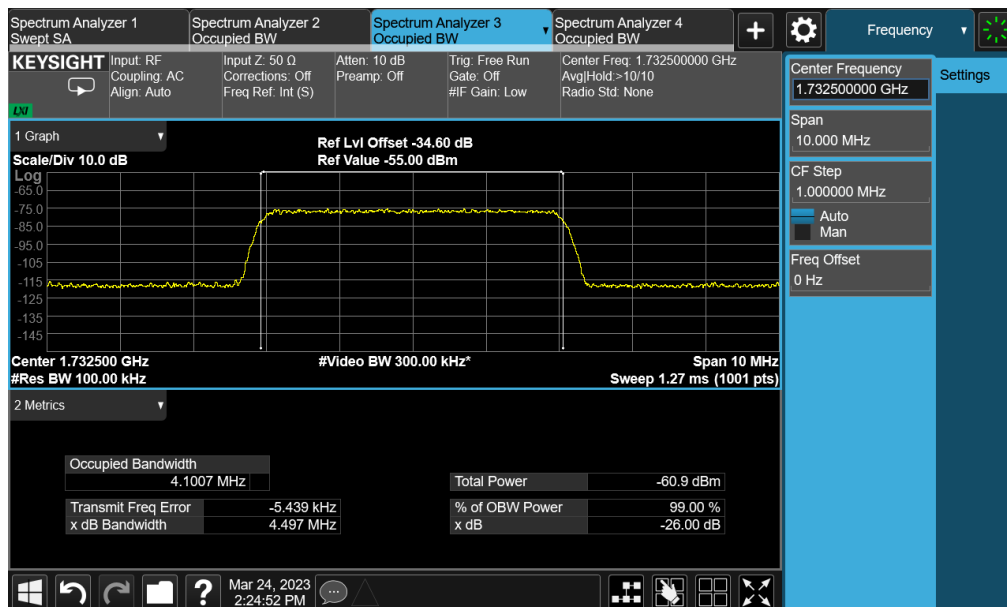 Spectrum Analyzer 1
Swept SA
Spectrum Analyzer 2
Occupied BW
Spectrum Analyzer 3
Occupied BW
Spectrum Analyzer 4
Occupied BW
+
Frequency
KEYSIGHT
LXI
Input: RF
Coupling: AC
Align: Auto
Input Z: 50 Ω
Corrections: Off
Freq Ref: Int (S)
Atten: 10 dB
Preamp: Off
Trig: Free Run
Gate: Off
#IF Gain: Low
Center Freq: 1.732500000 GHz
Avg|Hold:>10/10
Radio Std: None
Center Frequency
1.732500000 GHz
Settings
Span
10.000 MHz
CF Step
1.000000 MHz
Auto
Man
Freq Offset
0 Hz
1 Graph
Scale/Div 10.0 dB
Ref Lvl Offset -34.60 dB
Ref Value -55.00 dBm
Log
-65.0
-75.0
-85.0
-95.0
-105
-115
-125
-135
-145
Center 1.732500 GHz
#Res BW 100.00 kHz
#Video BW 300.00 kHz*
Span 10 MHz
Sweep 1.27 ms (1001 pts)
2 Metrics
Occupied Bandwidth
4.1007 MHz
Transmit Freq Error -5.439 kHz
x dB Bandwidth 4.497 MHz
Total Power -60.9 dBm
% of OBW Power 99.00 %
x dB -26.00 dB
?
Mar 24, 2023
2:24:52 PM